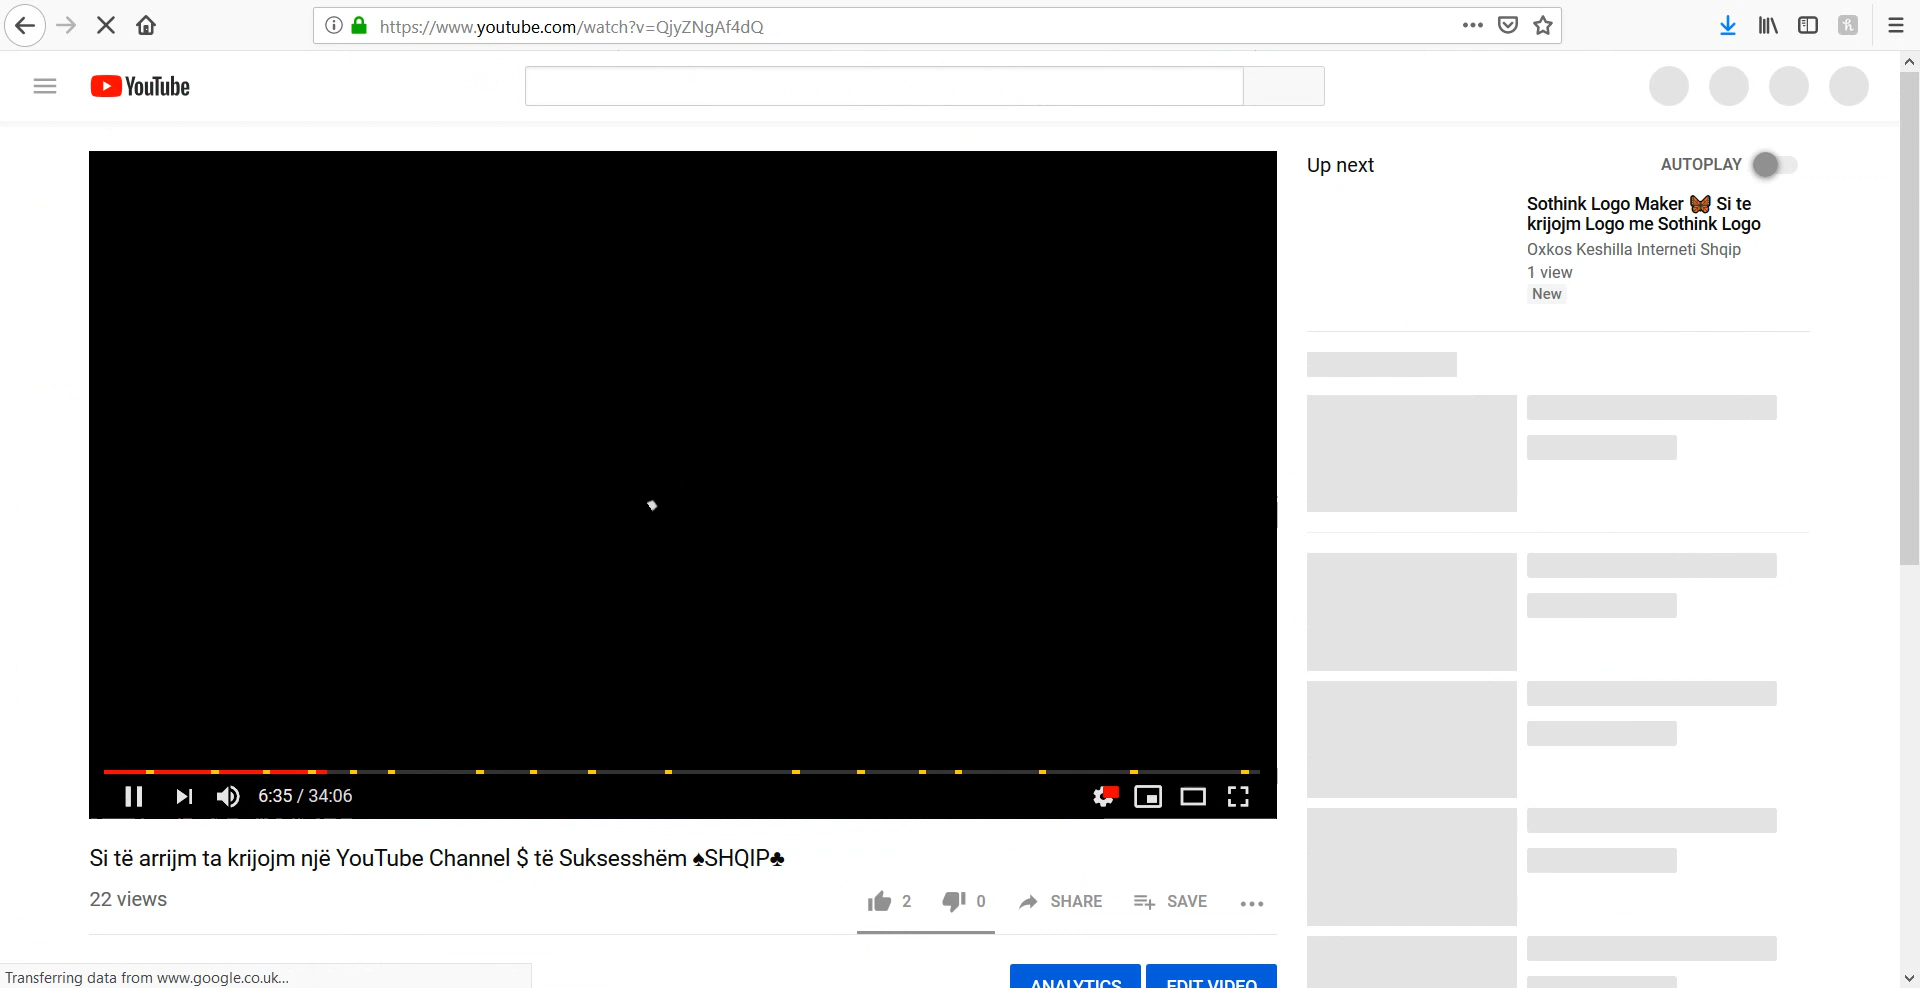 https://www.youtube.com/watch?v=QjyZNgAf4dQ
YouTube
Up next
AUTOPLAY
Sothink Logo Maker 🦋 Si te
krijojm Logo me Sothink Logo
Oxkos Keshilla Interneti Shqip
1 view
New
6:35 / 34:06
Si të arrijm ta krijojm një YouTube Channel $ të Suksesshëm ♠SHQIP♣
22 views
2
0
SHARE
SAVE
ANALYTICS
EDIT VIDEO
Transferring data from www.google.co.uk...